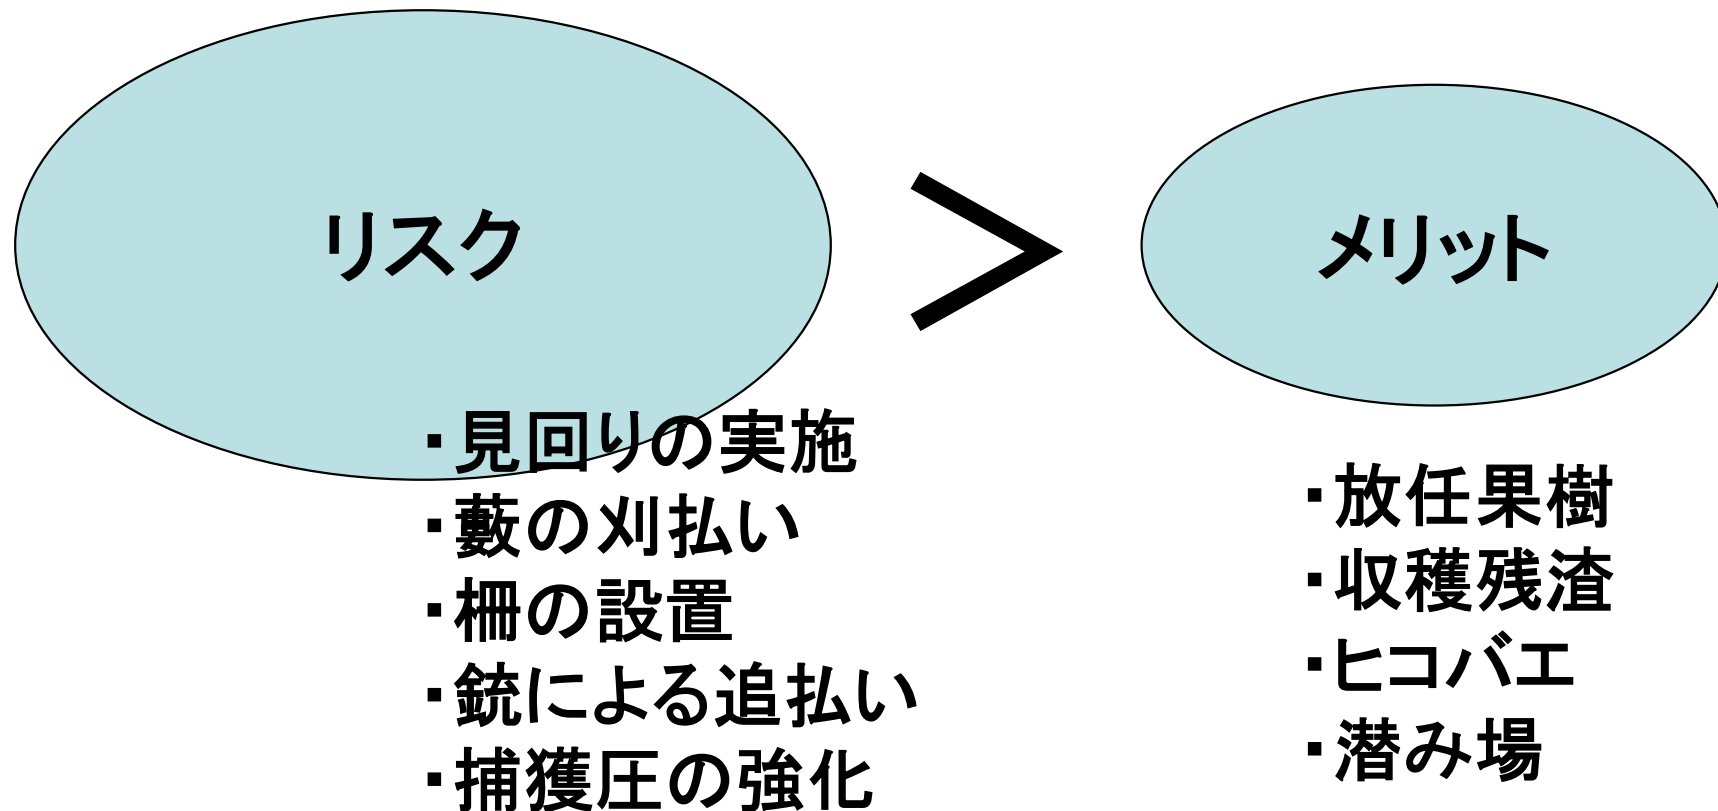 リスク
>
メリット
・見回りの実施
・藪の刈払い
・柵の設置
・銃による追払い
・捕獲圧の強化
・放任果樹
・収穫残渣
・ヒコバエ
・潜み場